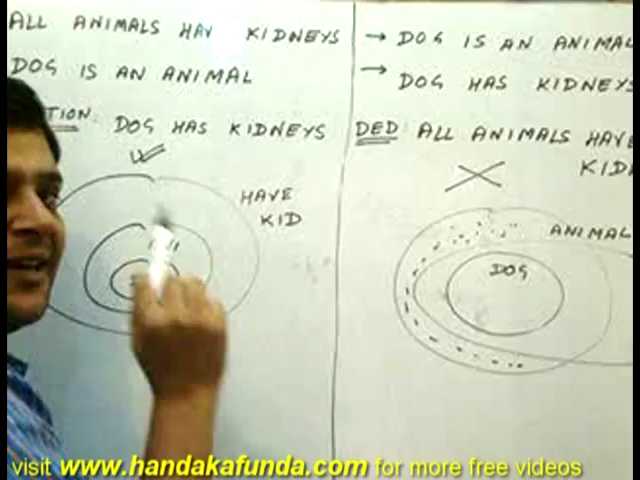 ALL ANIMALS HAV KIDNEYS
DOG IS AN ANIMAL
TION: DOG HAS KIDNEYS
HAVE
KID
→ DOG IS AN ANIMAL
→ DOG HAS KIDNEYS
DED: ALL ANIMALS HAVE
KID
ANIMAL
DOG
visit www.handakafunda.com for more free videos